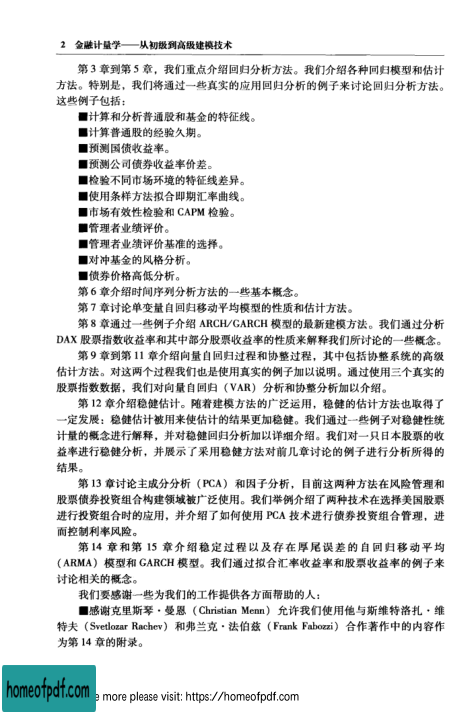 2 金融计量学——从初级到高级建模技术
第 3 章到第 5 章，我们重点介绍回归分析方法。我们介绍各种回归模型和估计
方法。特别是，我们将通过一些真实的应用回归分析的例子来讨论回归分析方法。
这些例子包括：
■计算和分析普通股和基金的特征线。
■计算普通股的经验久期。
■预测国债收益率。
■预测公司债券收益率价差。
■检验不同市场环境的特征线差异。
■使用条样方法拟合即期汇率曲线。
■市场有效性检验和 CAPM 检验。
■管理者业绩评价。
■管理者业绩评价基准的选择。
■对冲基金的风格分析。
■债券价格高低分析。
第 6 章介绍时间序列分析方法的一些基本概念。
第 7 章讨论单变量自回归移动平均模型的性质和估计方法。
第 8 章通过一些例子介绍 ARCH/GARCH 模型的最新建模方法。我们通过分析
DAX 股票指数收益率和其中部分股票收益率的性质来解释我们所讨论的一些概念。
第 9 章到第 11 章介绍向量自回归过程和协整过程，其中包括协整系统的高级
估计方法。对这两个过程我们也是使用真实的例子加以说明。通过使用三个真实的
股票指数数据，我们对向量自回归（VAR）分析和协整分析加以介绍。
第 12 章介绍稳健估计。随着建模方法的广泛运用，稳健的估计方法也取得了
一定发展：稳健估计被用来使估计的结果更加稳健。我们通过一些例子对稳健性统
计量的概念进行解释，并对稳健回归分析加以详细介绍。我们对一只日本股票的收
益率进行稳健分析，并展示了采用稳健方法对前几章讨论的例子进行分析所得的
结果。
第 13 章讨论主成分分析（PCA）和因子分析，目前这两种方法在风险管理和
股票债券投资组合构建领域被广泛使用。我们举例介绍了两种技术在选择美国股票
进行投资组合时的应用，并介绍了如何使用 PCA 技术进行债券投资组合管理，进
而控制利率风险。
第 14 章和第 15 章介绍稳定过程以及存在厚尾误差的自回归移动平均
（ARMA）模型和 GARCH 模型。我们通过拟合汇率收益率和股票收益率的例子来
讨论相关的概念。
我们要感谢一些为我们的工作提供各方面帮助的人：
■感谢克里斯琴·曼恩（Christian Menn）允许我们使用他与斯维特洛扎·维
特夫（Svetlozar Rachev）和弗兰克·法伯兹（Frank Fabozzi）合作著作中的内容作
为第 14 章的附录。
homeofpdf.com
e more please visit: https://homeofpdf.com